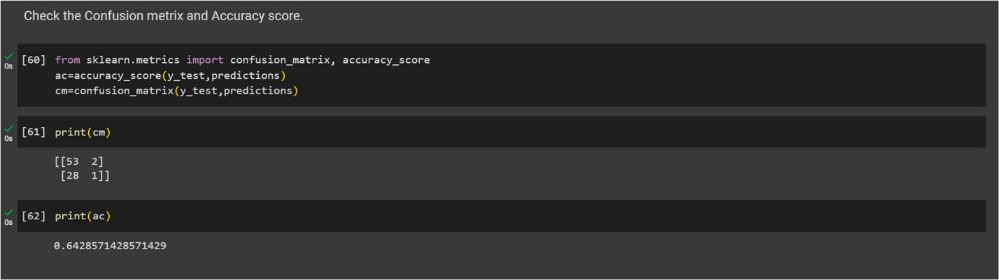 Check the Confusion metrix and Accuracy score.
0s
[60] from sklearn.metrics import confusion_matrix, accuracy_score
ac=accuracy_score(y_test,predictions)
cm=confusion_matrix(y_test,predictions)
0s
[61] print(cm)
[[53  2]
 [28  1]]
0s
[62] print(ac)
0.6428571428571429